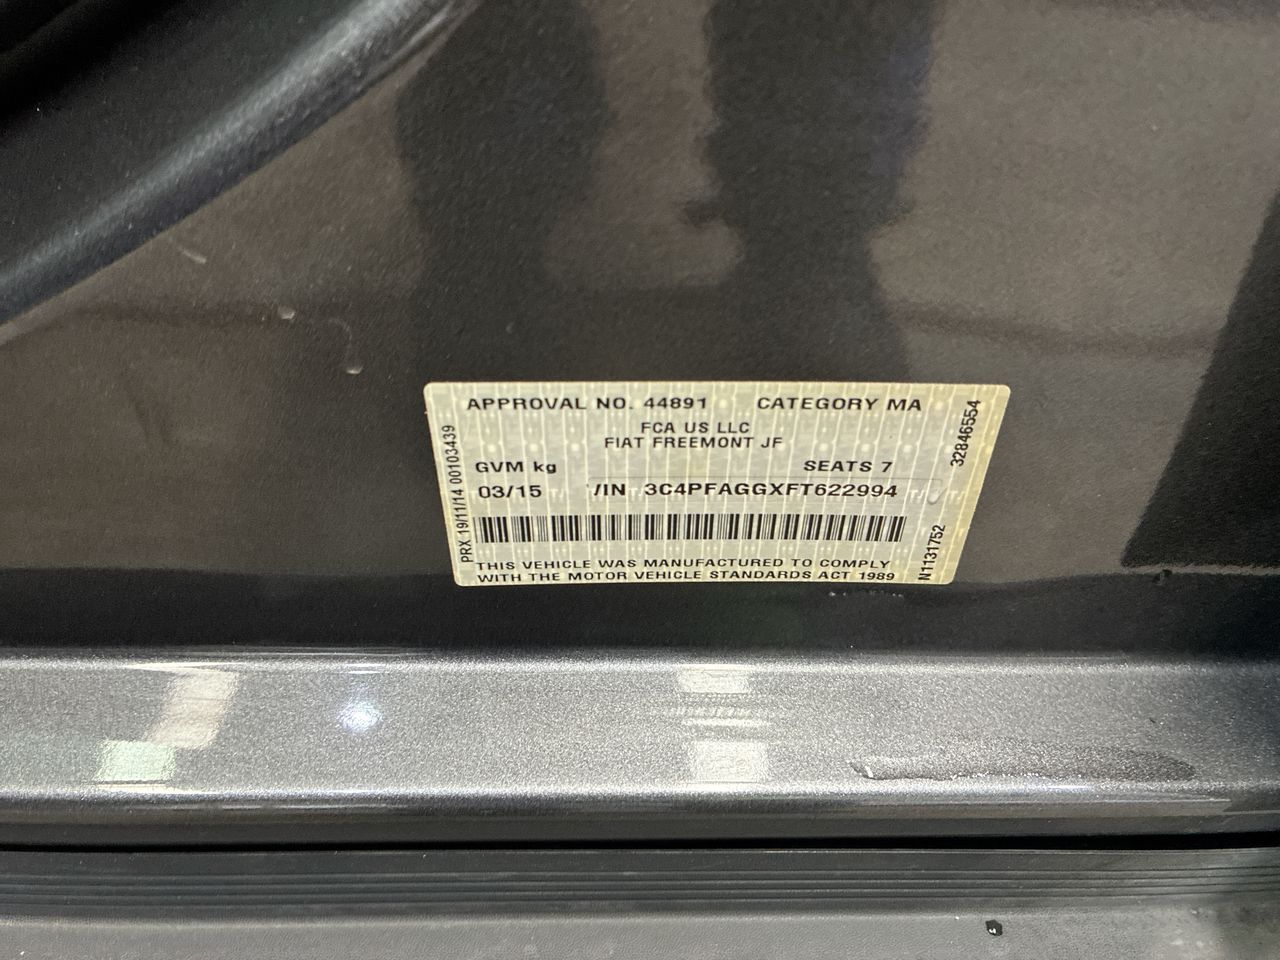 APPROVAL NO. 44891 CATEGORY MA
FCA US LLC
FIAT FREEMONT JF
GVM kg SEATS 7
03/15 /IN 3C4PFAGGXFT622994
THIS VEHICLE WAS MANUFACTURED TO COMPLY
WITH THE MOTOR VEHICLE STANDARDS ACT 1989
PRX 19/11/14 00103439
32846554
N1131752